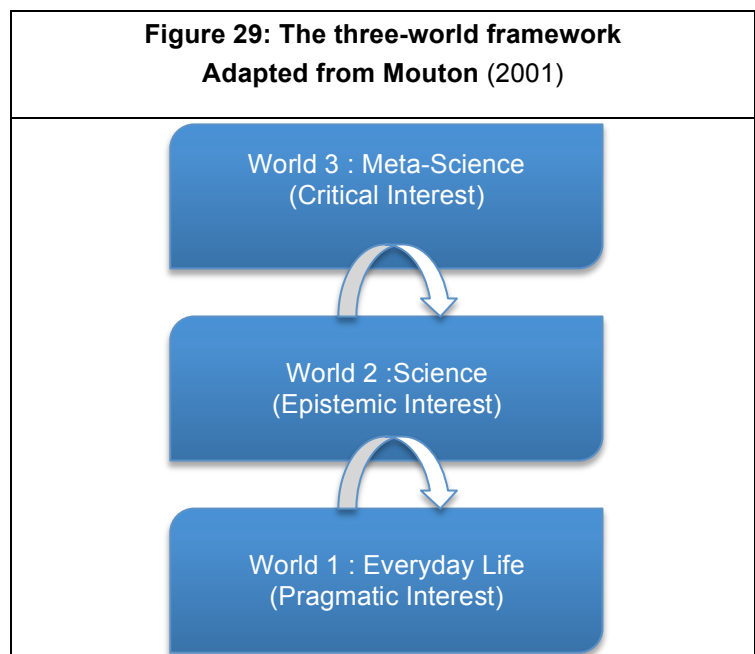 Figure 29: The three-world framework
Adapted from Mouton (2001)
World 3 : Meta-Science
(Critical Interest)
World 2 :Science
(Epistemic Interest)
World 1 : Everyday Life
(Pragmatic Interest)